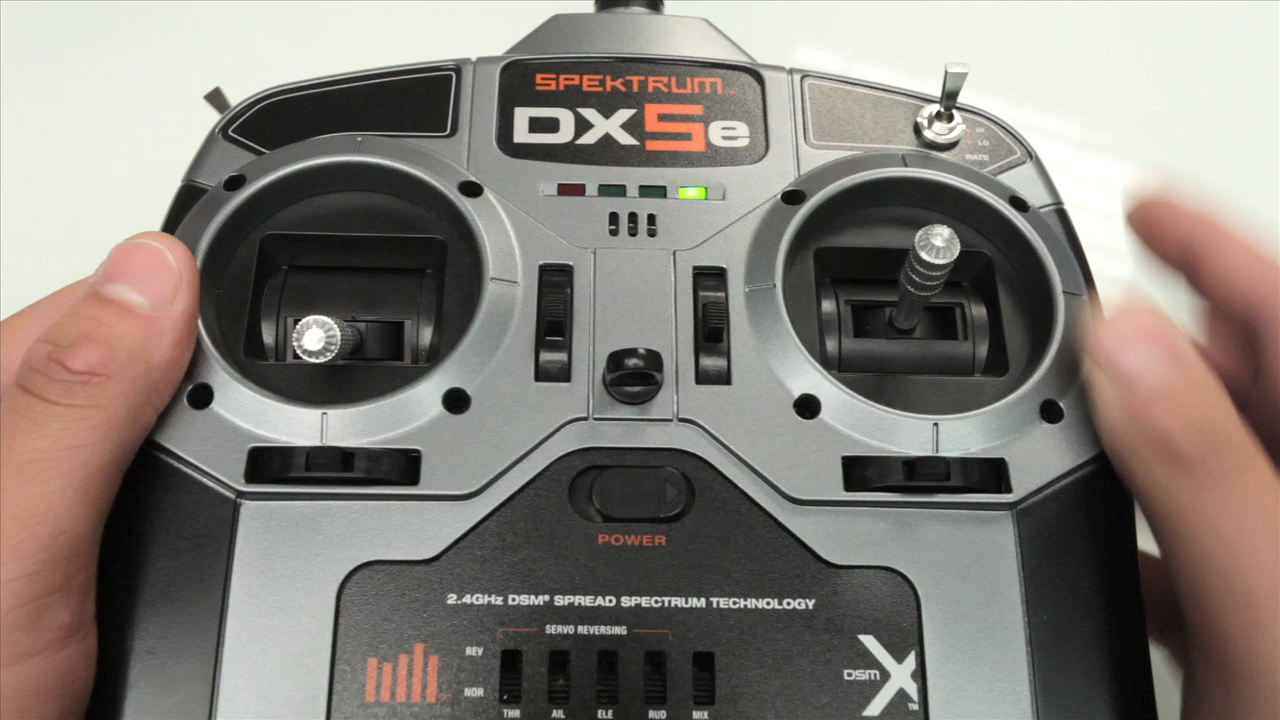 SPEKTRUM
DX5e
HI
LO
RATE
POWER
2.4GHz DSM® SPREAD SPECTRUM TECHNOLOGY
SERVO REVERSING
REV
NOR
THR AIL ELE RUD MIX
DSM X™